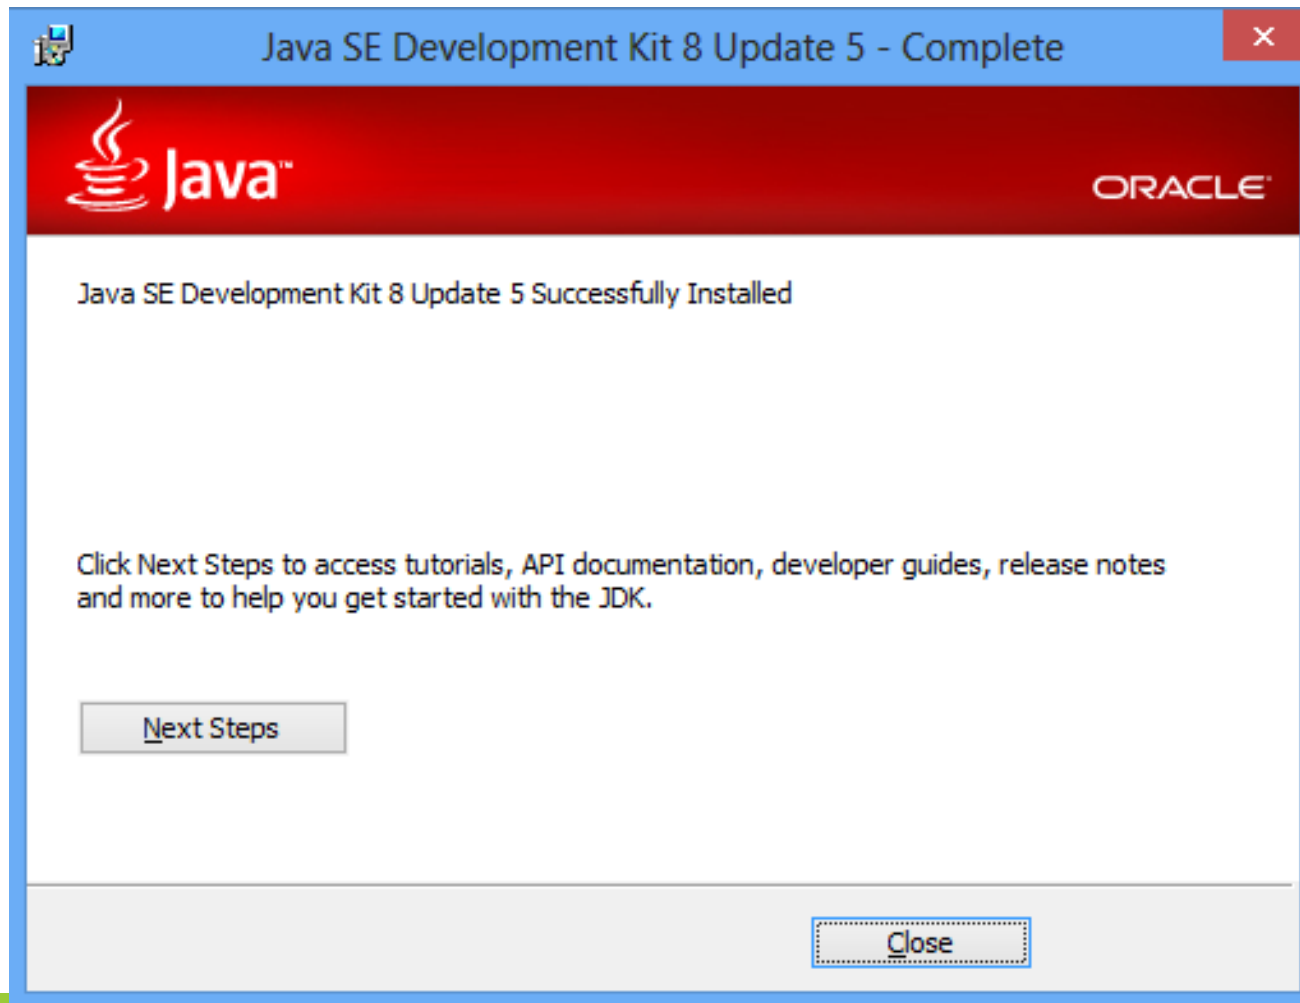 Java SE Development Kit 8 Update 5 - Complete
Java™
ORACLE
Java SE Development Kit 8 Update 5 Successfully Installed
Click Next Steps to access tutorials, API documentation, developer guides, release notes
and more to help you get started with the JDK.
Next Steps
Close